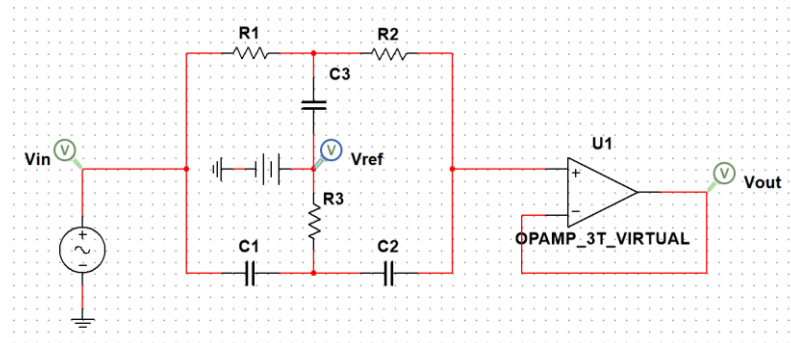 R1
R2
C3
V
Vin
V
Vref
U1
V
Vout
+
−
R3
+
−
OPAMP_3T_VIRTUAL
C1
C2